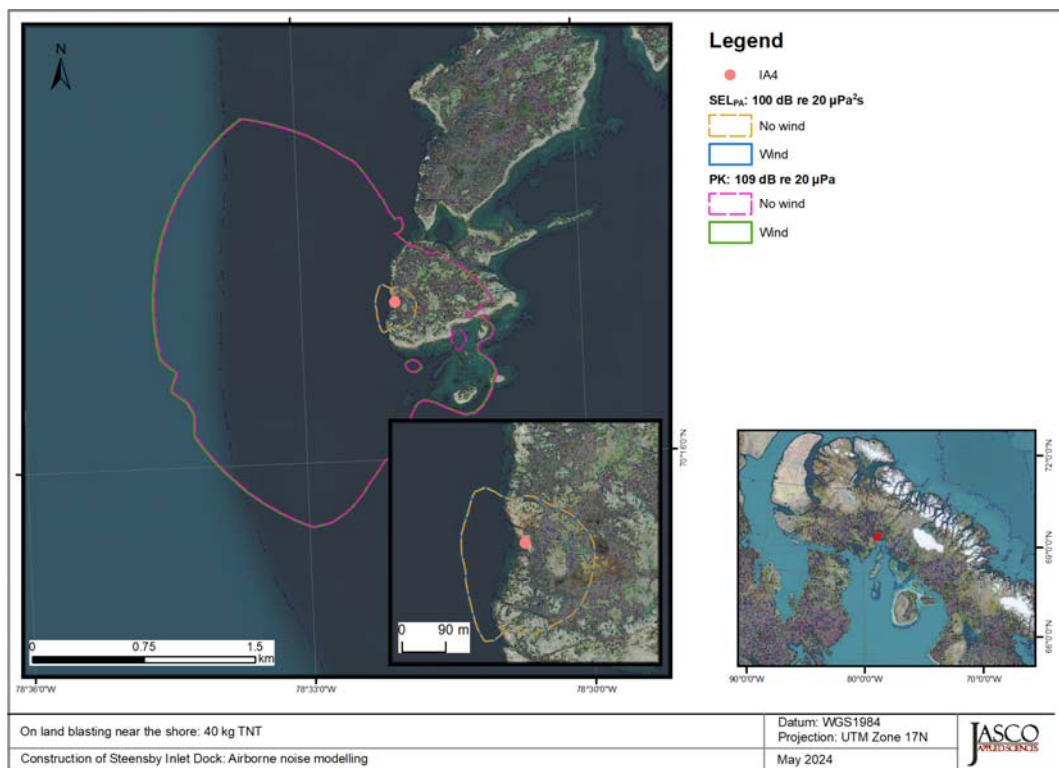 N
Legend
IA4
SELPA: 100 dB re 20 µPa²s
No wind
Wind
PK: 109 dB re 20 µPa
No wind
Wind
70°16'0"N
0 90 m
0 0.75 1.5
km
78°36'0"W 78°33'0"W 78°30'0"W
72°0'0"N
69°0'0"N
66°0'0"N
90°0'0"W 80°0'0"W 70°0'0"W
On land blasting near the shore: 40 kg TNT
Construction of Steensby Inlet Dock: Airborne noise modelling
Datum: WGS1984
Projection: UTM Zone 17N
May 2024
JASCO
APPLIED SCIENCES